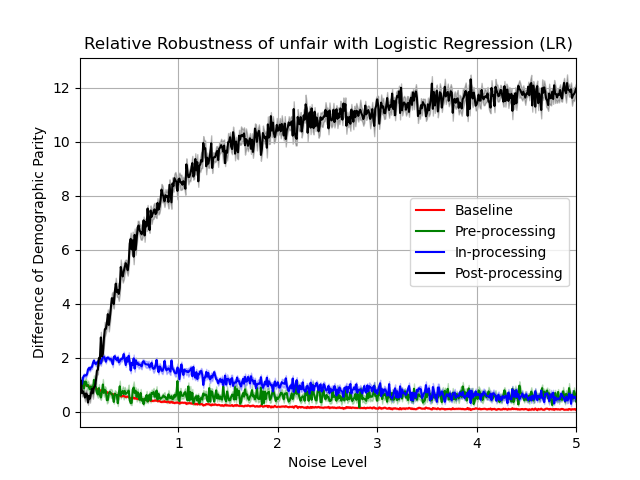 Relative Robustness of unfair with Logistic Regression (LR)
Difference of Demographic Parity
12
10
8
6
4
2
0
Baseline
Pre-processing
In-processing
Post-processing
1
2
3
4
5
Noise Level